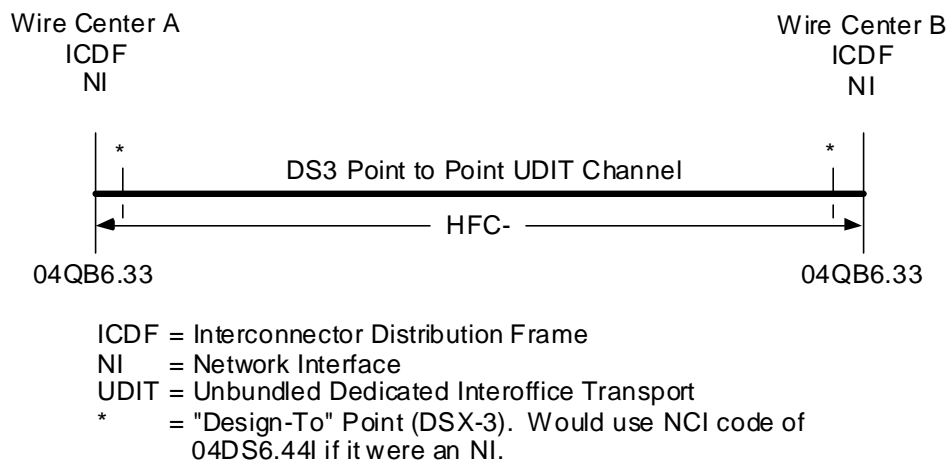 Wire Center A
ICDF
NI
Wire Center B
ICDF
NI
*
*
DS3 Point to Point UDIT Channel
HFC-
04QB6.33
04QB6.33
ICDF = Interconnector Distribution Frame
NI = Network Interface
UDIT = Unbundled Dedicated Interoffice Transport
* = "Design-To" Point (DSX-3). Would use NCI code of
04DS6.44I if it were an NI.